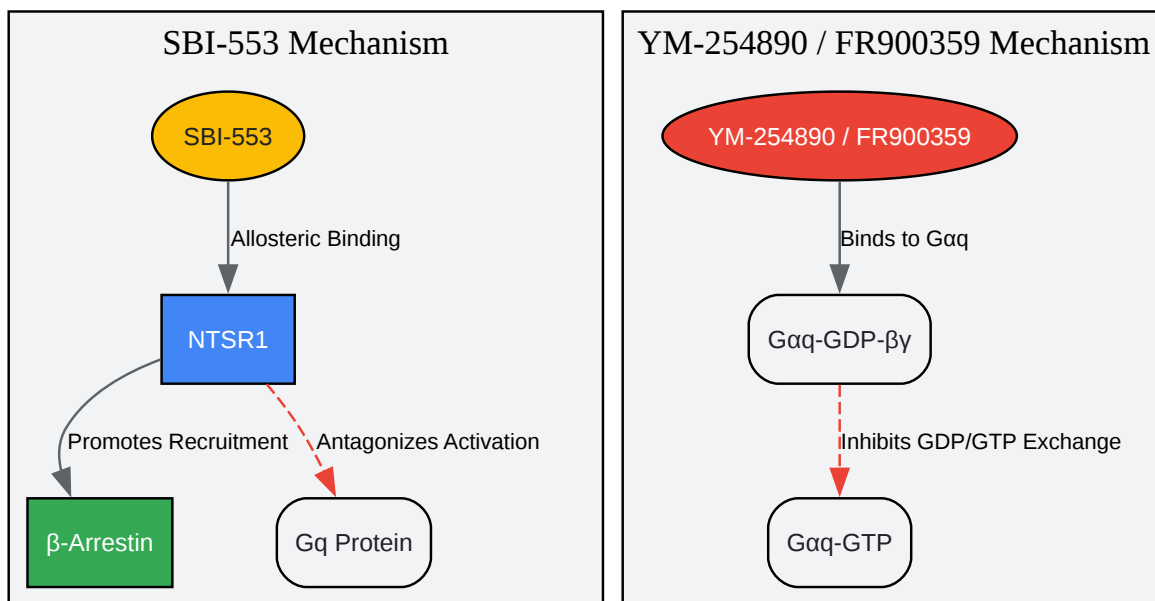 SBI-553 Mechanism
SBI-553
Allosteric Binding
NTSR1
Promotes Recruitment
Antagonizes Activation
β-Arrestin
Gq Protein
YM-254890 / FR900359 Mechanism
YM-254890 / FR900359
Binds to Gαq
Gαq-GDP-βγ
Inhibits GDP/GTP Exchange
Gαq-GTP